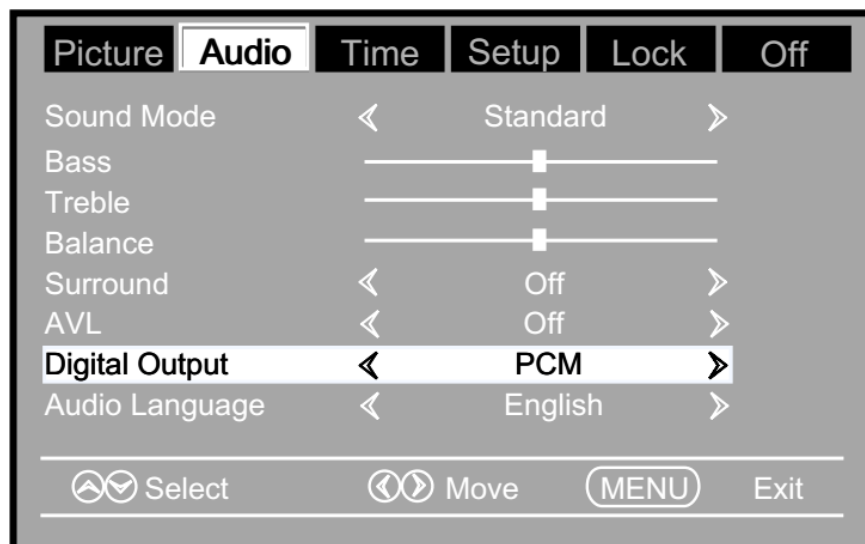 Picture Audio Time Setup Lock Off
Sound Mode Standard
Bass
Treble
Balance
Surround Off
AVL Off
Digital Output PCM
Audio Language English
Select Move MENU Exit